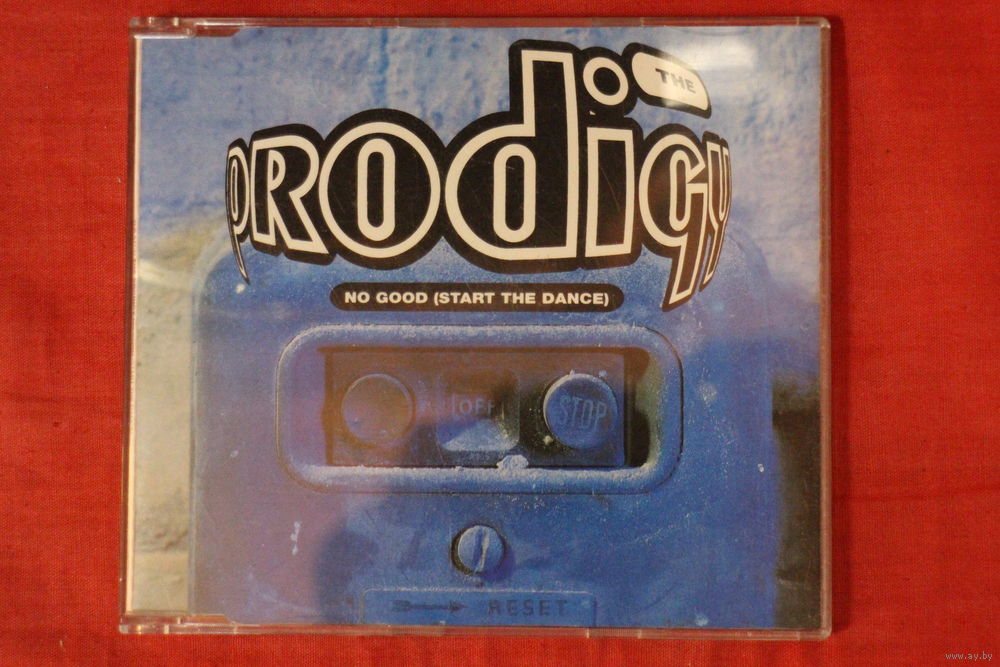 THE
PRODIGY
NO GOOD (START THE DANCE)
OFF
STOP
RESET
www.ay.by